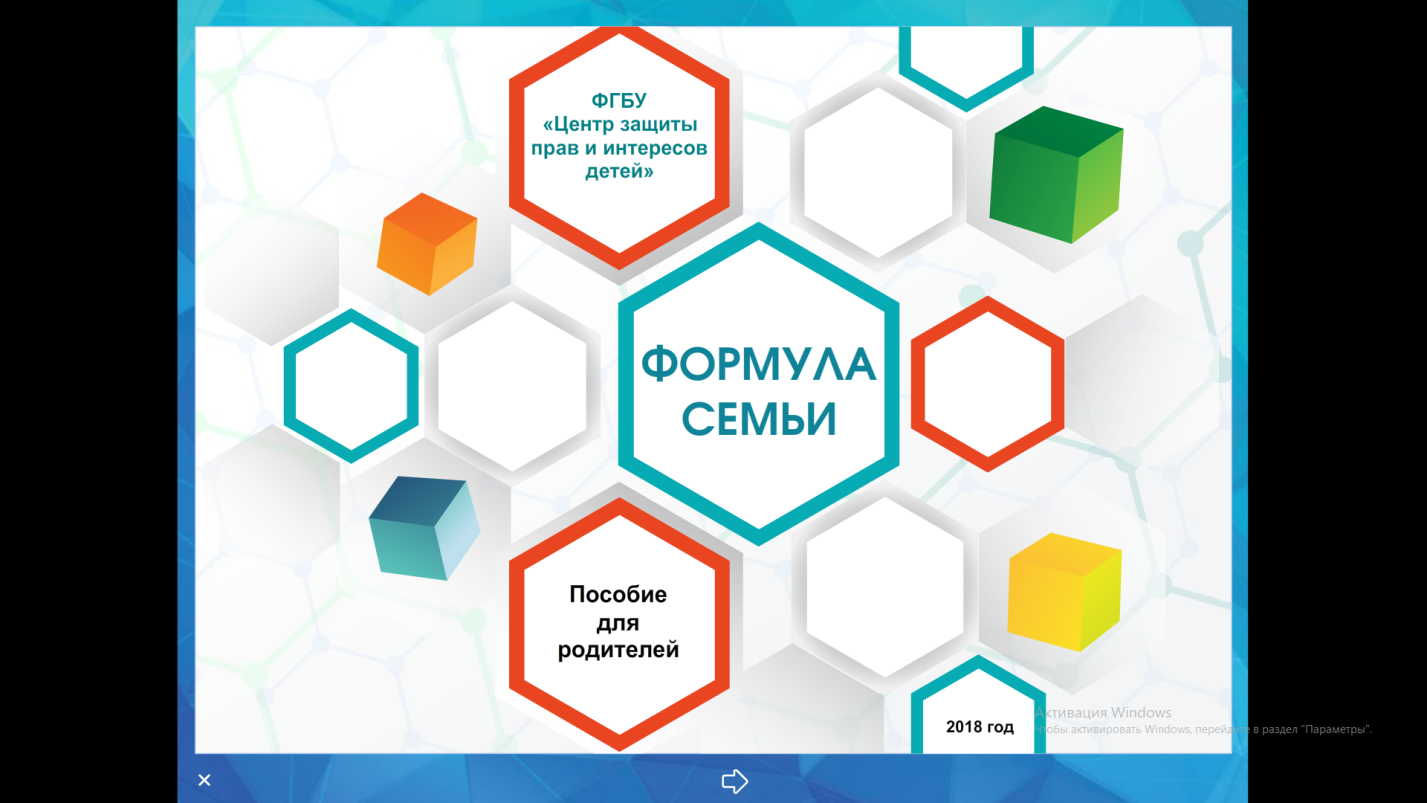 ФГБУ
«Центр защиты
прав и интересов
детей»
ФОРМУЛА
СЕМЬИ
Пособие
для
родителей
2018 год
Активация Windows
Чтобы активировать Windows, перейдите в раздел "Параметры".